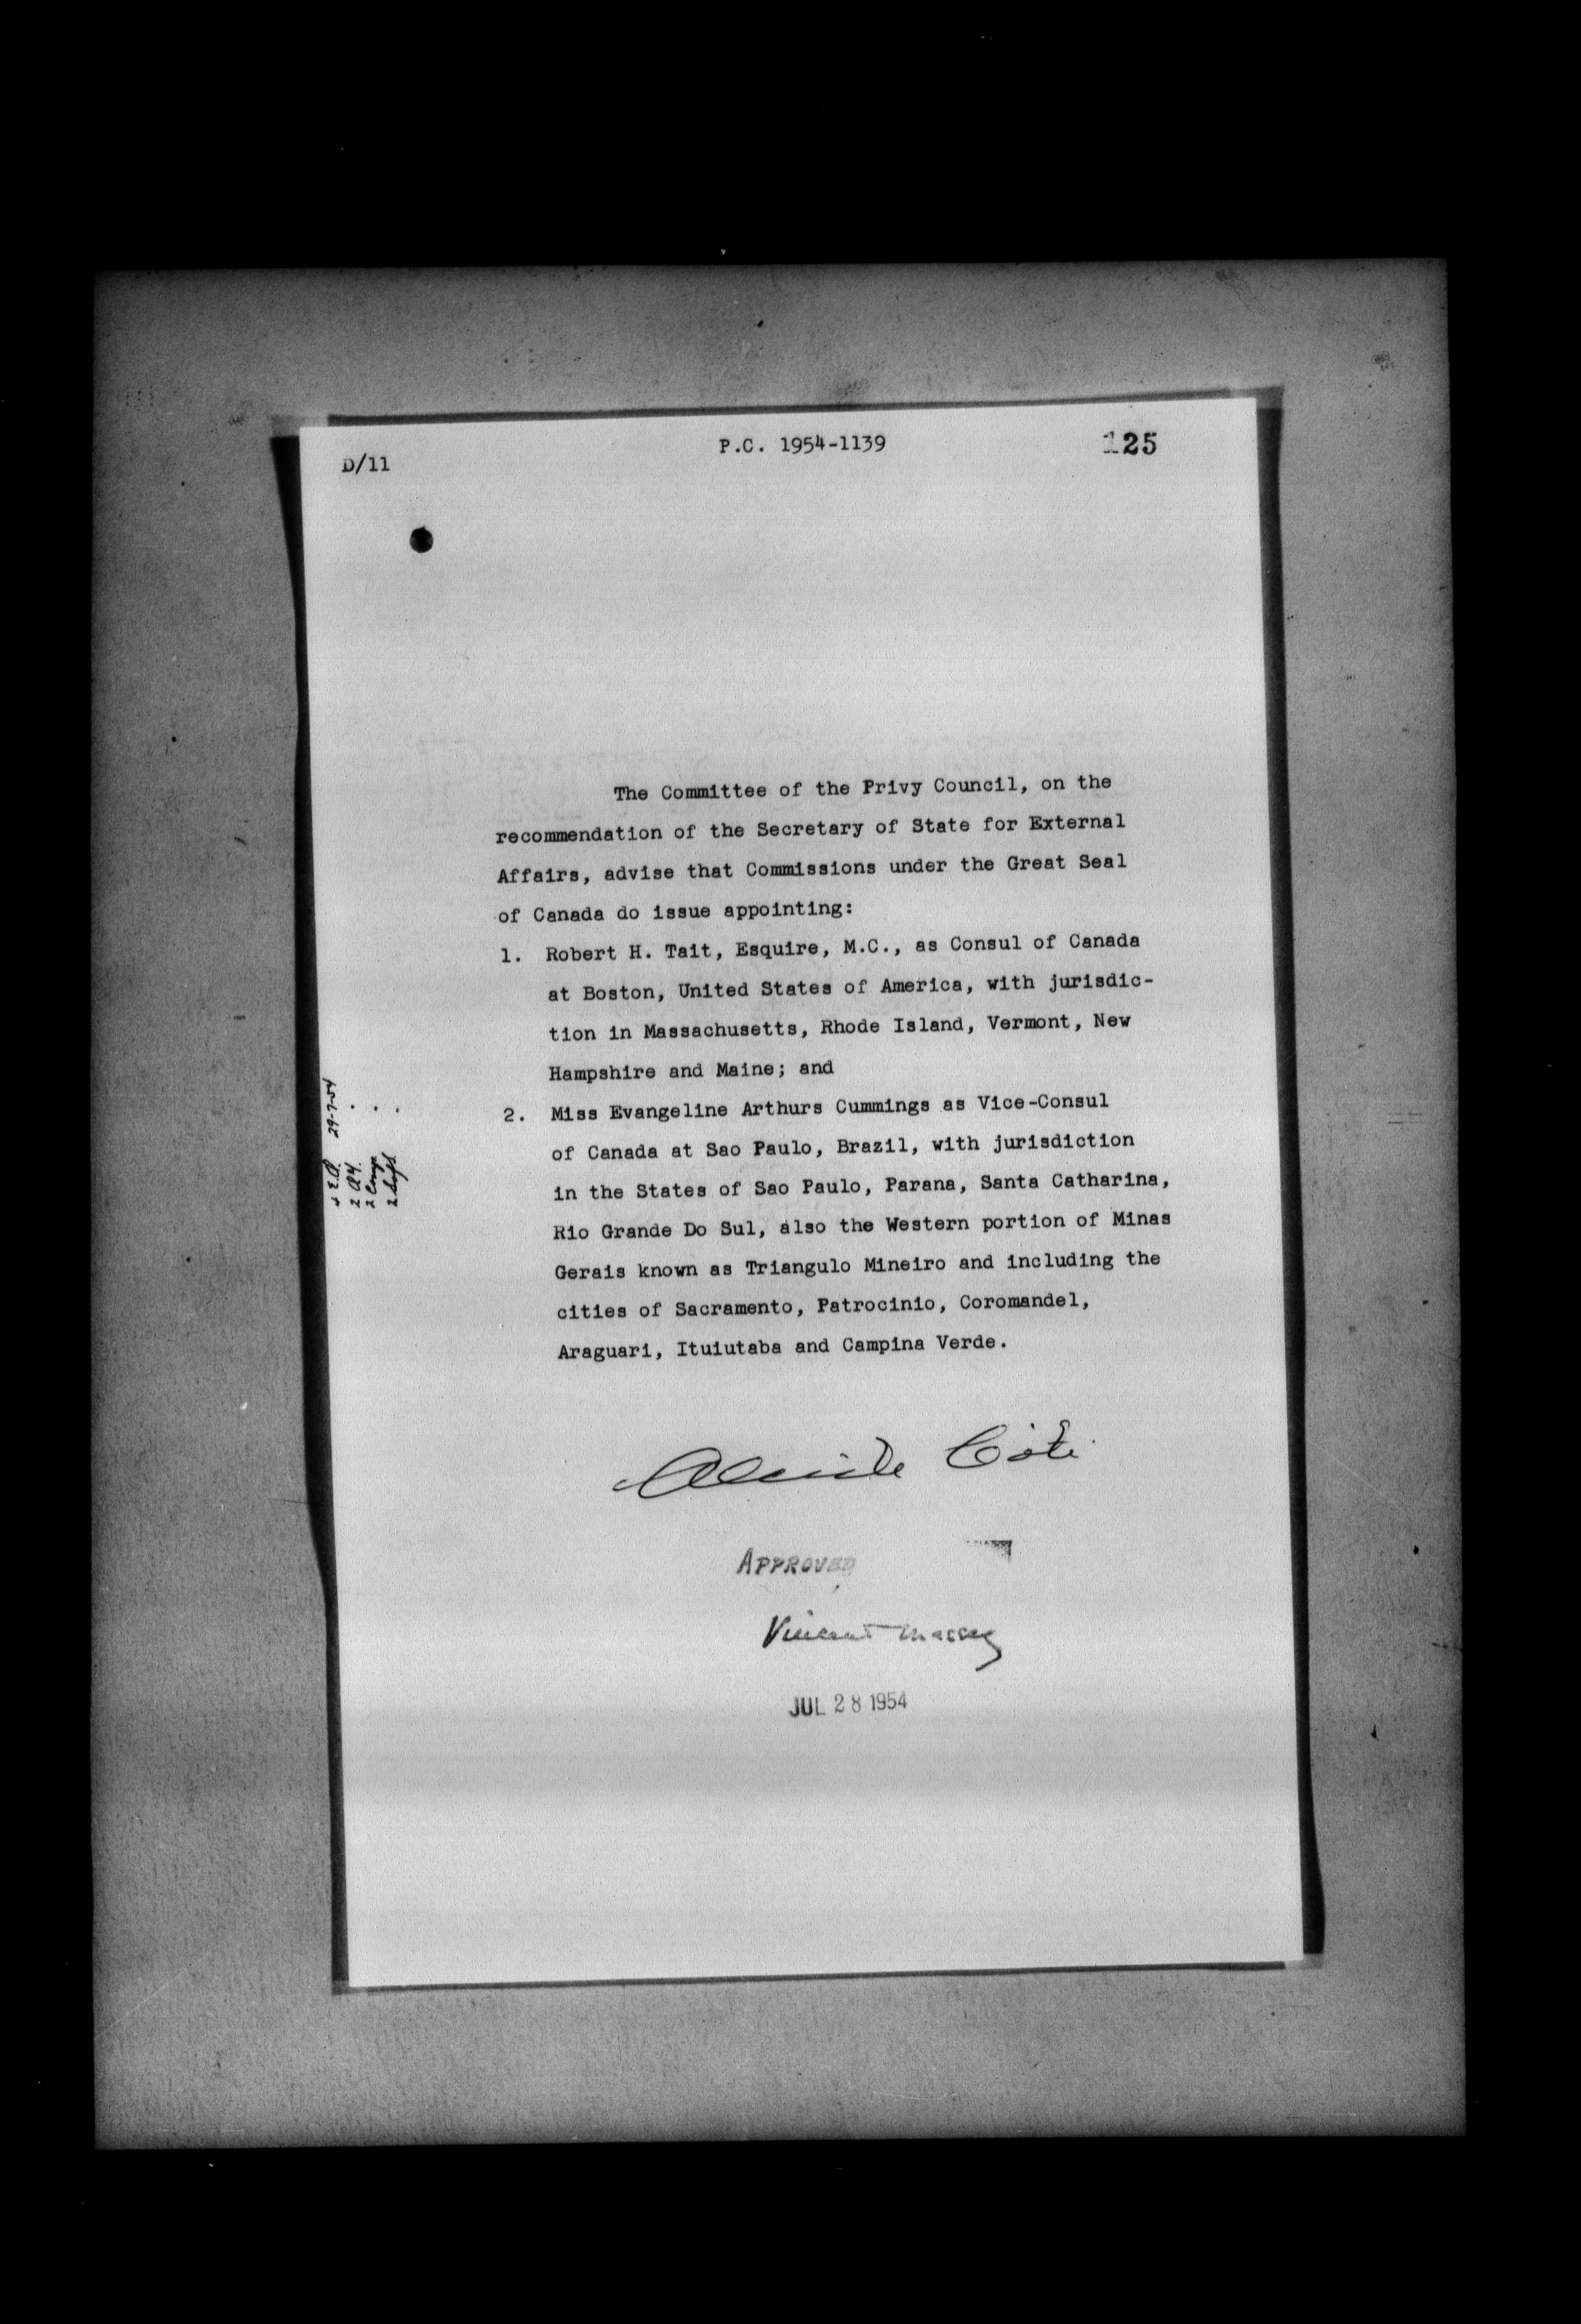 D/11
P.C. 1954-1139
125
The Committee of the Privy Council, on the
recommendation of the Secretary of State for External
Affairs, advise that Commissions under the Great Seal
of Canada do issue appointing:
1. Robert H. Tait, Esquire, M.C., as Consul of Canada
at Boston, United States of America, with jurisdic-
tion in Massachusetts, Rhode Island, Vermont, New
Hampshire and Maine; and
2. Miss Evangeline Arthurs Cummings as Vice-Consul
of Canada at Sao Paulo, Brazil, with jurisdiction
in the States of Sao Paulo, Parana, Santa Catharina,
Rio Grande Do Sul, also the Western portion of Minas
Gerais known as Triangulo Mineiro and including the
cities of Sacramento, Patrocinio, Coromandel,
Araguari, Ituiutaba and Campina Verde.
Alcide Côté
APPROVED
Vincent Massey
JUL 28 1954
29-7-54